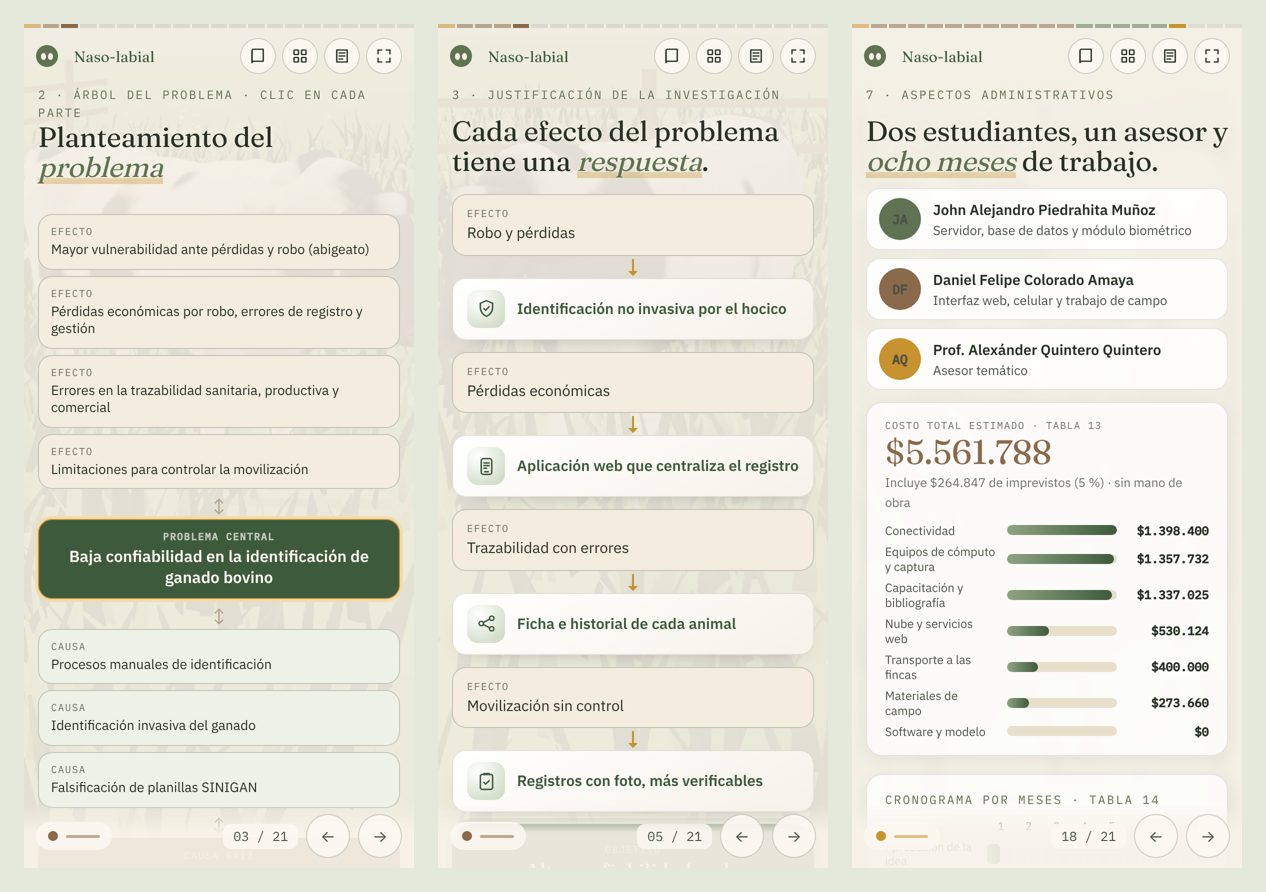 Naso-labial
2 · ÁRBOL DEL PROBLEMA · CLIC EN CADA
PARTE
Planteamiento del
problema
EFECTO
Mayor vulnerabilidad ante pérdidas y robo (abigeato)
EFECTO
Pérdidas económicas por robo, errores de registro y
gestión
EFECTO
Errores en la trazabilidad sanitaria, productiva y
comercial
EFECTO
Limitaciones para controlar la movilización
PROBLEMA CENTRAL
Baja confiabilidad en la identificación de
ganado bovino
CAUSA
Procesos manuales de identificación
CAUSA
Identificación invasiva del ganado
CAUSA
Falsificación de planillas SINIGAN
03 / 21
CAUSA RAÍZ
Naso-labial
3 · JUSTIFICACIÓN DE LA INVESTIGACIÓN
Cada efecto del problema
tiene una respuesta.
EFECTO
Robo y pérdidas
Identificación no invasiva por el hocico
EFECTO
Pérdidas económicas
Aplicación web que centraliza el registro
EFECTO
Trazabilidad con errores
Ficha e historial de cada animal
EFECTO
Movilización sin control
Registros con foto, más verificables
05 / 21
Naso-labial
7 · ASPECTOS ADMINISTRATIVOS
Dos estudiantes, un asesor y
ocho meses de trabajo.
JA
John Alejandro Piedrahita Muñoz
Servidor, base de datos y módulo biométrico
DF
Daniel Felipe Colorado Amaya
Interfaz web, celular y trabajo de campo
AQ
Prof. Alexánder Quintero Quintero
Asesor temático
COSTO TOTAL ESTIMADO · TABLA 13
$5.561.788
Incluye $264.847 de imprevistos (5 %) · sin mano de
obra
Conectividad $1.398.400
Equipos de cómputo
y captura $1.357.732
Capacitación y
bibliografía $1.337.025
Nube y servicios
web $530.124
Transporte a las
fincas $400.000
Materiales de
campo $273.660
Software y modelo $0
CRONOGRAMA POR MESES · TABLA 14
1 2
18 / 21
de la
idea